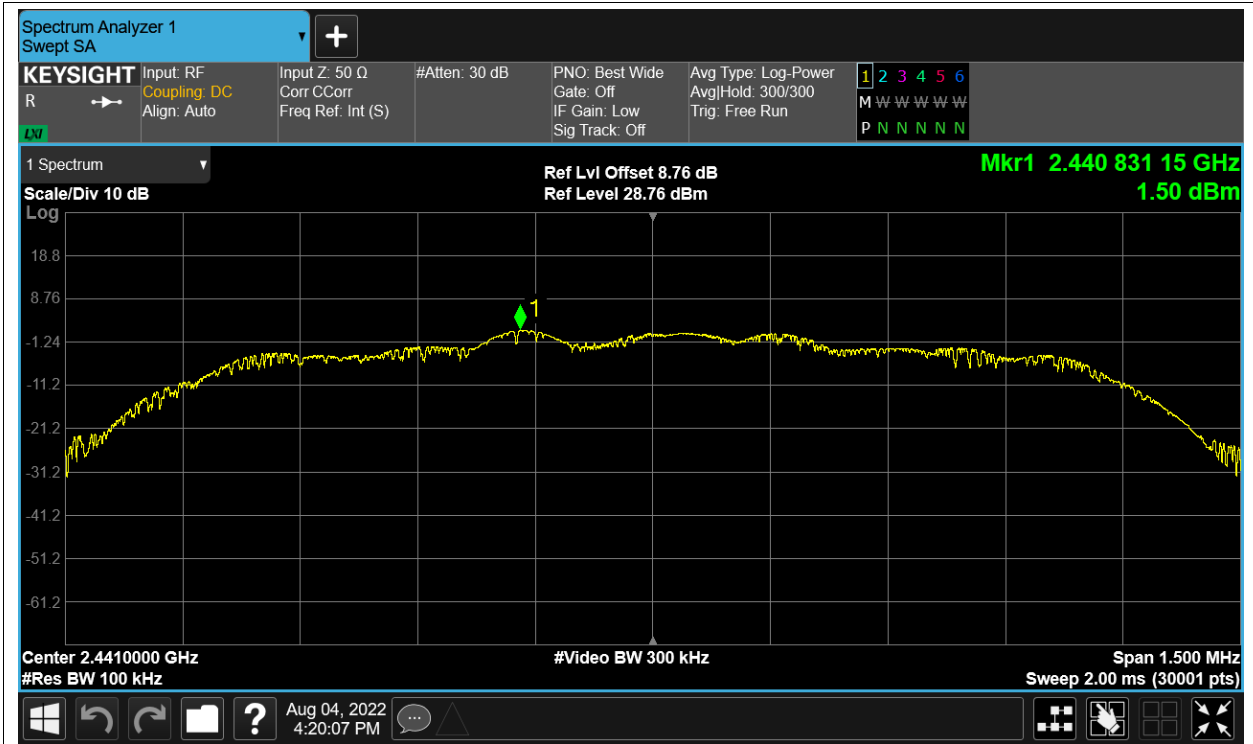 Spectrum Analyzer 1
Swept SA
KEYSIGHT
R
LXI
Input: RF
Coupling: DC
Align: Auto
Input Z: 50 Ω
Corr CCorr
Freq Ref: Int (S)
#Atten: 30 dB
PNO: Best Wide
Gate: Off
IF Gain: Low
Sig Track: Off
Avg Type: Log-Power
Avg|Hold: 300/300
Trig: Free Run
1 2 3 4 5 6
M W W W W W
P N N N N N
1 Spectrum
Scale/Div 10 dB
Log
Ref Lvl Offset 8.76 dB
Ref Level 28.76 dBm
Mkr1 2.440 831 15 GHz
1.50 dBm
18.8
8.76
-1.24
-11.2
-21.2
-31.2
-41.2
-51.2
-61.2
1
Center 2.4410000 GHz
#Res BW 100 kHz
#Video BW 300 kHz
Span 1.500 MHz
Sweep 2.00 ms (30001 pts)
?
Aug 04, 2022
4:20:07 PM